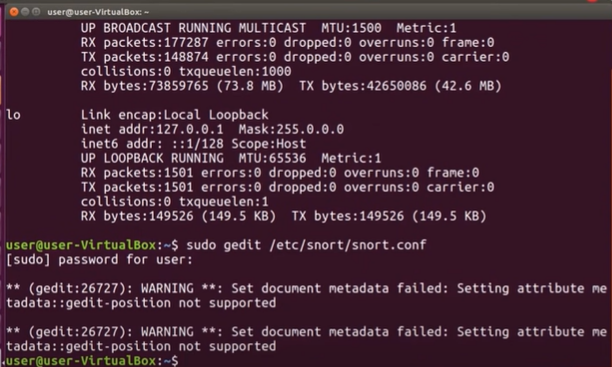 user@user-VirtualBox: ~
UP BROADCAST RUNNING MULTICAST  MTU:1500  Metric:1
RX packets:177287 errors:0 dropped:0 overruns:0 frame:0
TX packets:148874 errors:0 dropped:0 overruns:0 carrier:0
collisions:0 txqueuelen:1000
RX bytes:73859765 (73.8 MB)  TX bytes:42650086 (42.6 MB)
lo        Link encap:Local Loopback
inet addr:127.0.0.1  Mask:255.0.0.0
inet6 addr: ::1/128 Scope:Host
UP LOOPBACK RUNNING  MTU:65536  Metric:1
RX packets:1501 errors:0 dropped:0 overruns:0 frame:0
TX packets:1501 errors:0 dropped:0 overruns:0 carrier:0
collisions:0 txqueuelen:1
RX bytes:149526 (149.5 KB)  TX bytes:149526 (149.5 KB)
user@user-VirtualBox:~$ sudo gedit /etc/snort/snort.conf
[sudo] password for user:
** (gedit:26727): WARNING **: Set document metadata failed: Setting attribute me
tadata::gedit-position not supported
** (gedit:26727): WARNING **: Set document metadata failed: Setting attribute me
tadata::gedit-position not supported
user@user-VirtualBox:~$